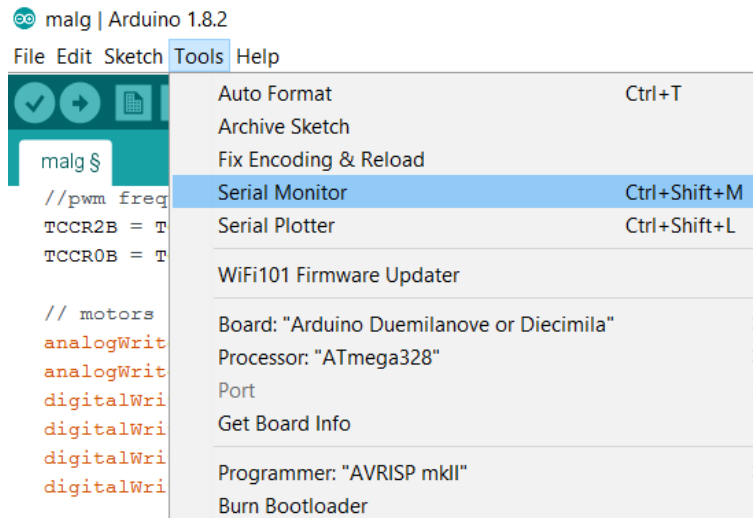 malg | Arduino 1.8.2
File Edit Sketch Tools Help
Auto Format Ctrl+T
Archive Sketch
malg § Fix Encoding & Reload
//pwm freq Serial Monitor Ctrl+Shift+M
TCCR2B = T Serial Plotter Ctrl+Shift+L
TCCR0B = T
WiFi101 Firmware Updater
// motors Board: "Arduino Duemilanove or Diecimila"
analogWrit Processor: "ATmega328"
analogWrit
Port
digitalWri
digitalWri Get Board Info
digitalWri Programmer: "AVRISP mkII"
digitalWri
Burn Bootloader